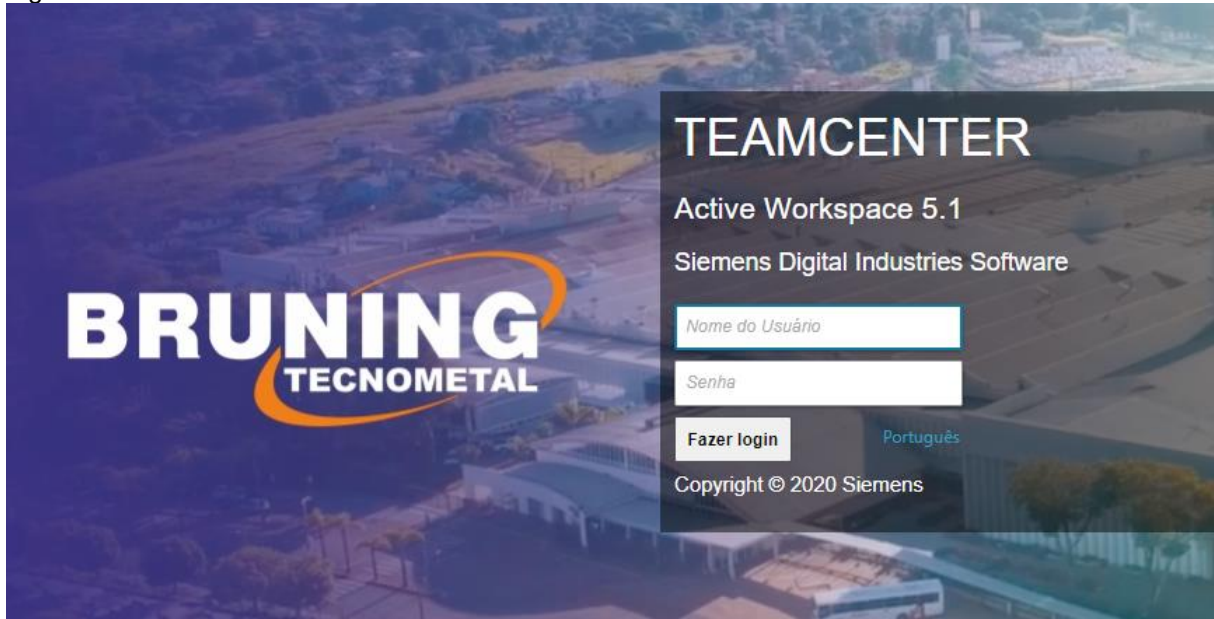 BRUNING
TECNOMETAL
TEAMCENTER
Active Workspace 5.1
Siemens Digital Industries Software
Nome do Usuário
Senha
Fazer login
Português
Copyright © 2020 Siemens